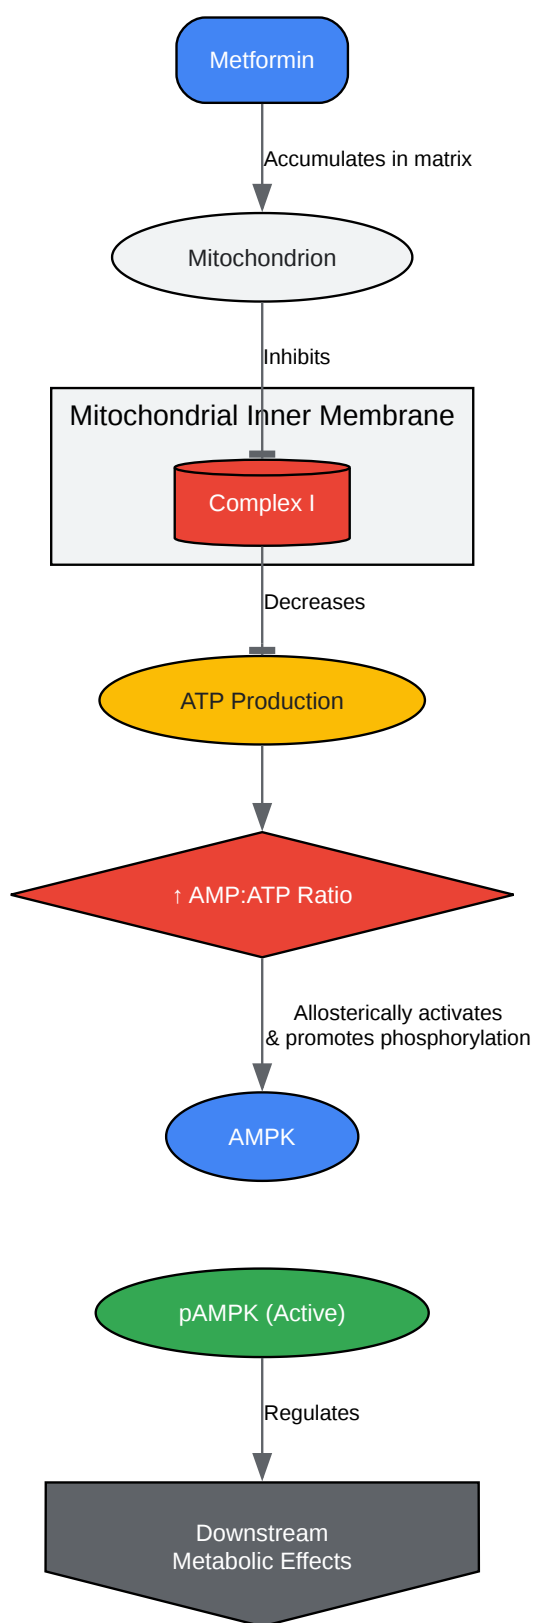 Metformin
Accumulates in matrix
Mitochondrion
Inhibits
Mitochondrial Inner Membrane
Complex I
Decreases
ATP Production
↑ AMP:ATP Ratio
Allosterically activates
& promotes phosphorylation
AMPK
pAMPK (Active)
Regulates
Downstream
Metabolic Effects